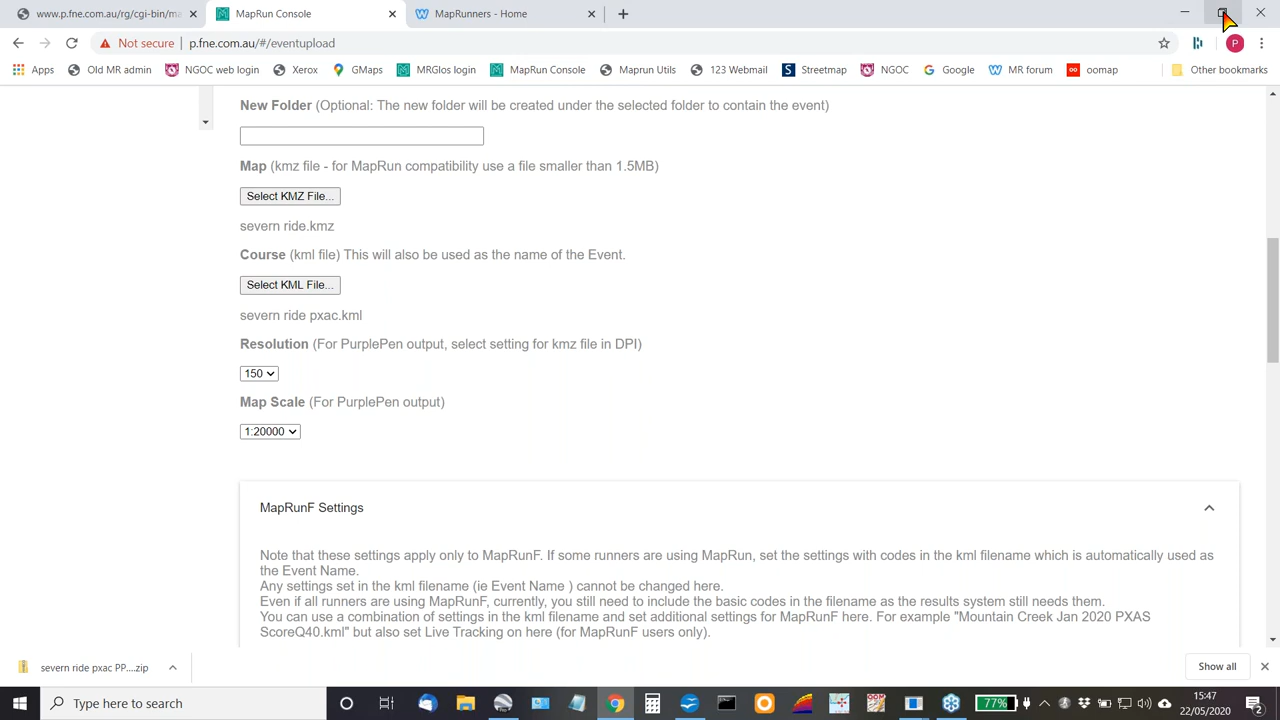 www.p.fne.com.au/rg/cgi-bin/ma
MapRun Console
MapRunners - Home
Not secure
p.fne.com.au/#/eventupload
P
Apps
Old MR admin
NGOC web login
Xerox
GMaps
MRGlos login
MapRun Console
Maprun Utils
123 Webmail
Streetmap
NGOC
Google
MR forum
oomap
Other bookmarks
New Folder (Optional: The new folder will be created under the selected folder to contain the event)
Map (kmz file - for MapRun compatibility use a file smaller than 1.5MB)
Select KMZ File...
severn ride.kmz
Course (kml file) This will also be used as the name of the Event.
Select KML File...
severn ride pxac.kml
Resolution (For PurplePen output, select setting for kmz file in DPI)
150
Map Scale (For PurplePen output)
1:20000
MapRunF Settings
Note that these settings apply only to MapRunF. If some runners are using MapRun, set the settings with codes in the kml filename which is automatically used as
the Event Name.
Any settings set in the kml filename (ie Event Name ) cannot be changed here.
Even if all runners are using MapRunF, currently, you still need to include the basic codes in the filename as the results system still needs them.
You can use a combination of settings in the kml filename and set additional settings for MapRunF here. For example "Mountain Creek Jan 2020 PXAS
ScoreQ40.kml" but also set Live Tracking on here (for MapRunF users only).
severn ride pxac PP....zip
Show all
Type here to search
77%
15:47
22/05/2020
2